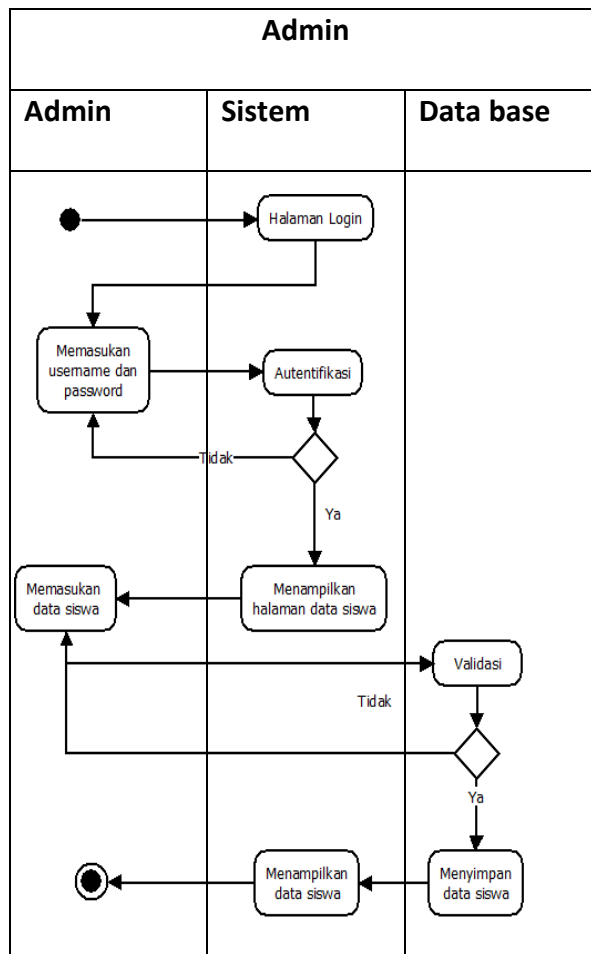 Admin
Admin
Sistem
Data base
Halaman Login
Memasukan
username dan
password
Autentifikasi
Tidak
Ya
Memasukan
data siswa
Menampilkan
halaman data siswa
Validasi
Tidak
Ya
Menampilkan
data siswa
Menyimpan
data siswa